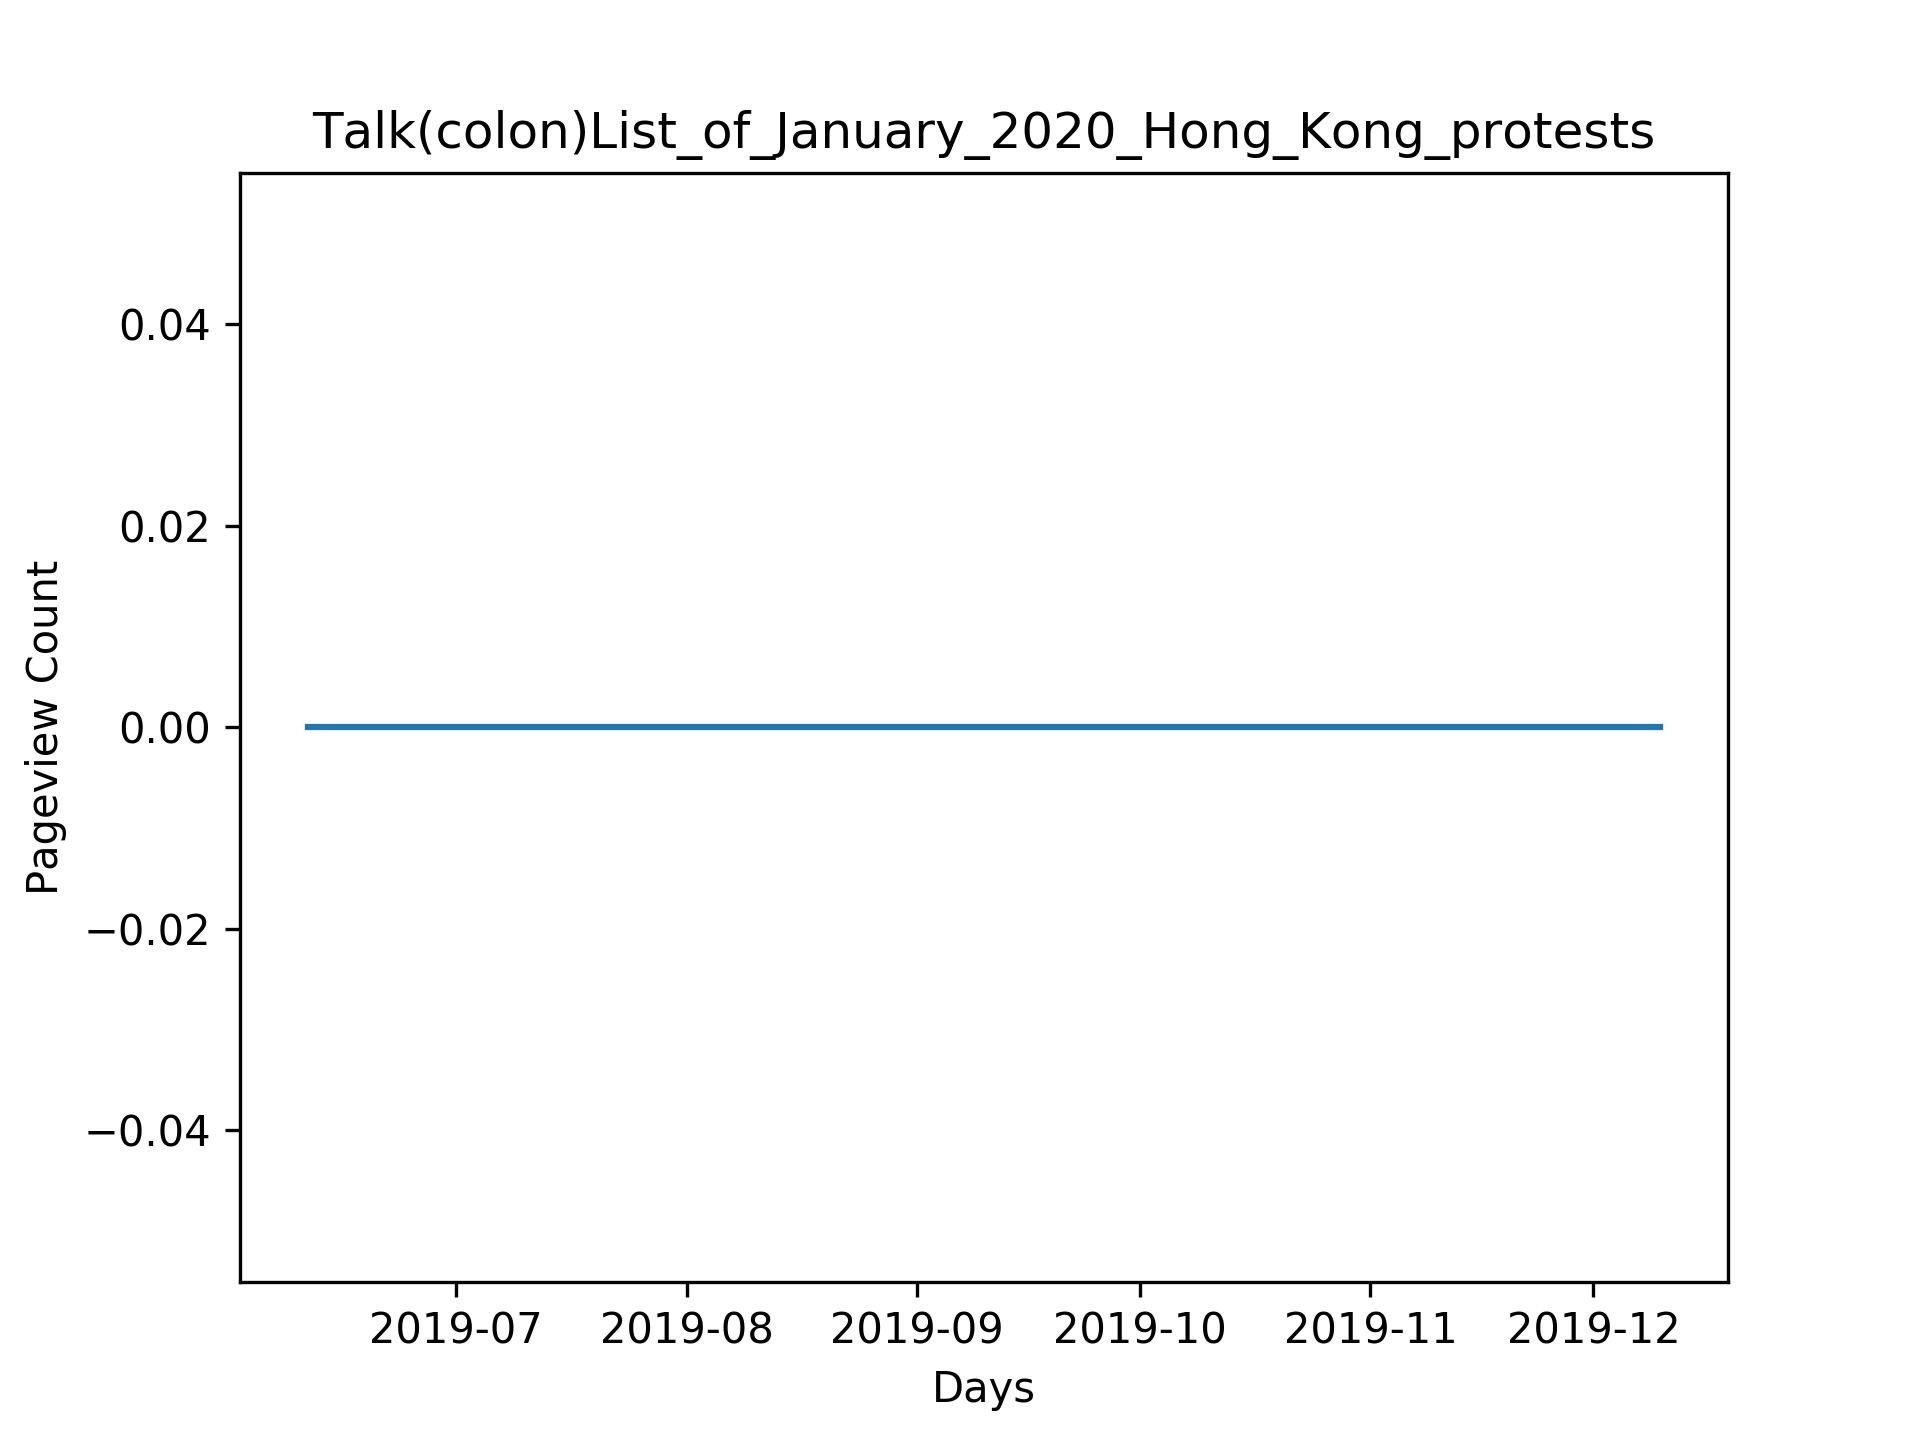 Talk(colon)List_of_January_2020_Hong_Kong_protests
0.04
0.02
0.00
−0.02
−0.04
Pageview Count
2019-07 2019-08 2019-09 2019-10 2019-11 2019-12
Days